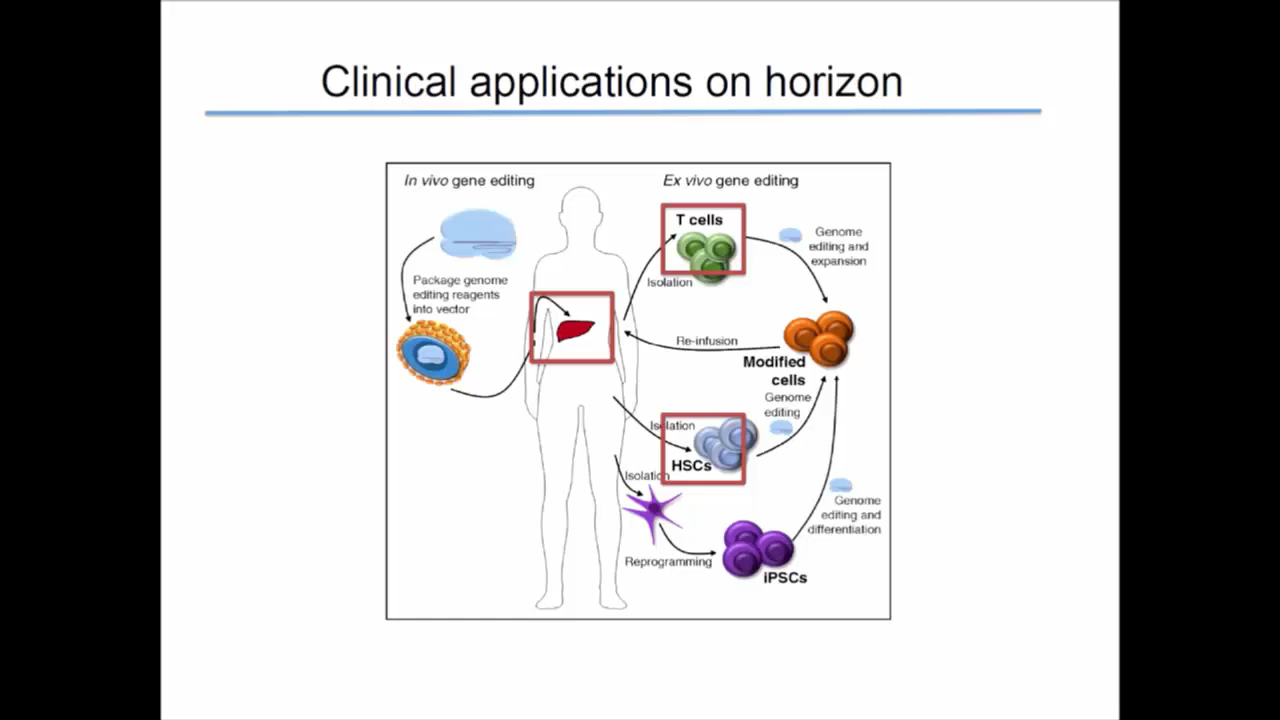 Clinical applications on horizon
In vivo gene editing
Ex vivo gene editing
Package genome
editing reagents
into vector
T cells
Isolation
Genome
editing and
expansion
Re-infusion
Modified
cells
Genome
editing
Isolation
HSCs
Isolation
Reprogramming
iPSCs
Genome
editing and
differentiation